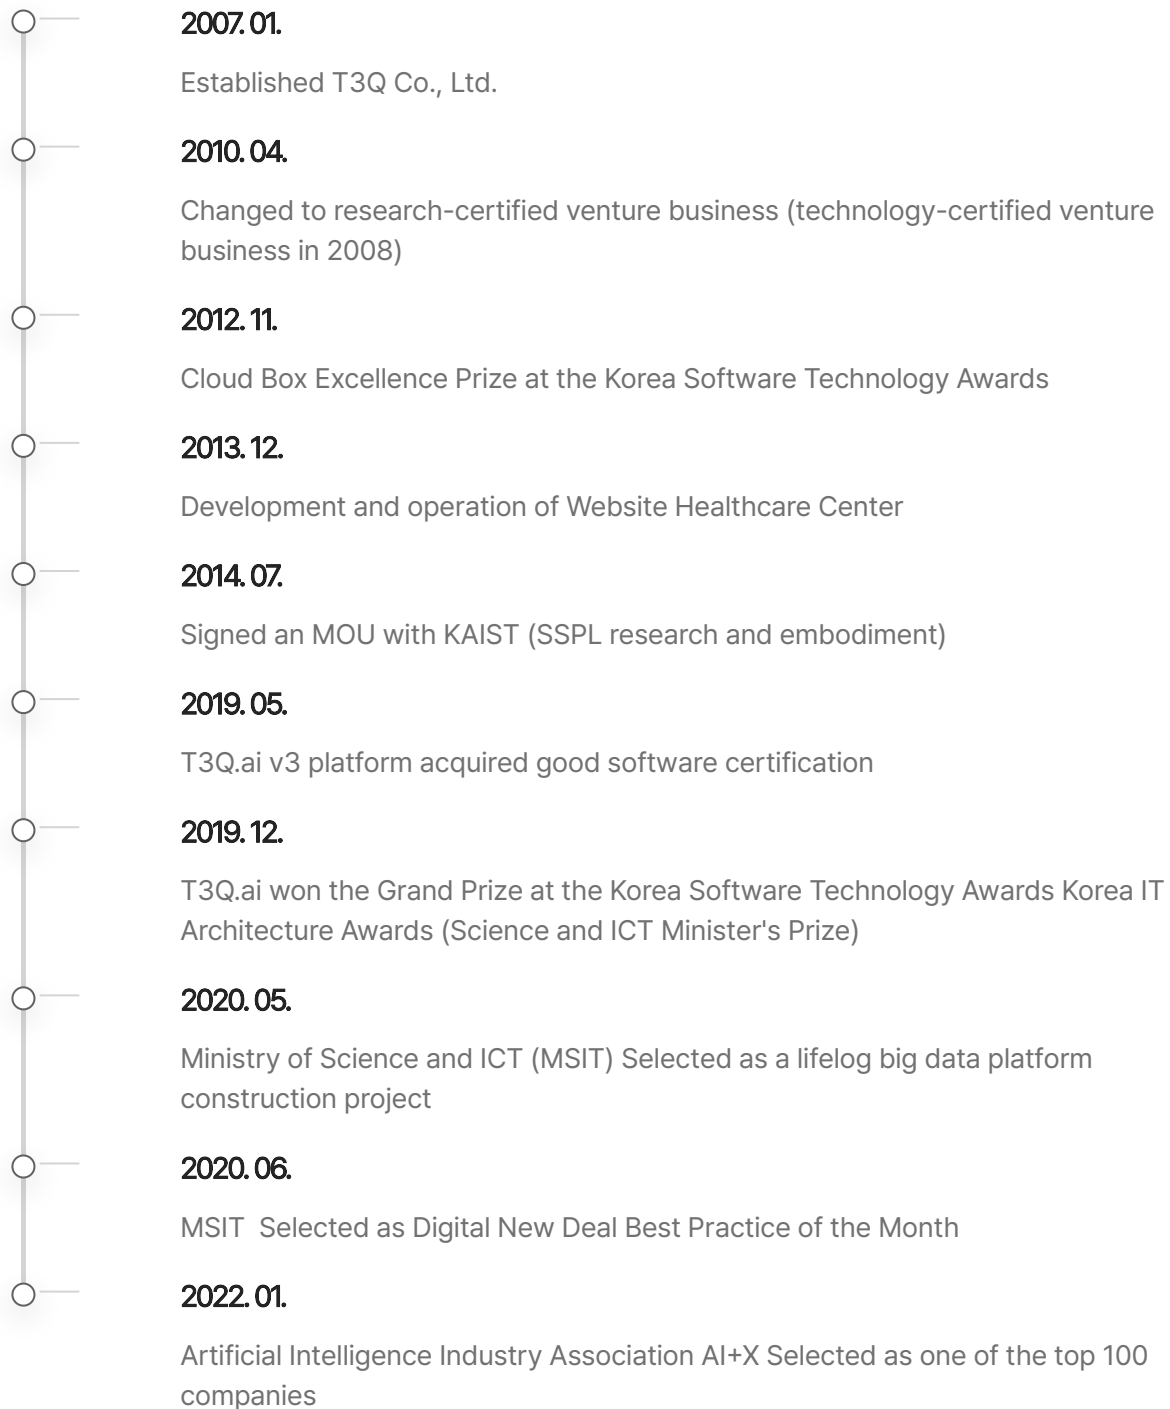 2007. 01.
Established T3Q Co., Ltd.
2010. 04.
Changed to research-certified venture business (technology-certified venture
business in 2008)
2012. 11.
Cloud Box Excellence Prize at the Korea Software Technology Awards
2013. 12.
Development and operation of Website Healthcare Center
2014. 07.
Signed an MOU with KAIST (SSPL research and embodiment)
2019. 05.
T3Q.ai v3 platform acquired good software certification
2019. 12.
T3Q.ai won the Grand Prize at the Korea Software Technology Awards Korea IT
Architecture Awards (Science and ICT Minister's Prize)
2020. 05.
Ministry of Science and ICT (MSIT) Selected as a lifelog big data platform
construction project
2020. 06.
MSIT  Selected as Digital New Deal Best Practice of the Month
2022. 01.
Artificial Intelligence Industry Association AI+X Selected as one of the top 100
companies